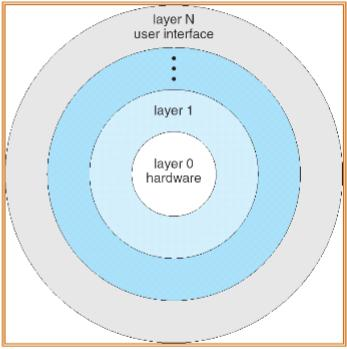 layer N
user interface
layer 1
layer 0
hardware